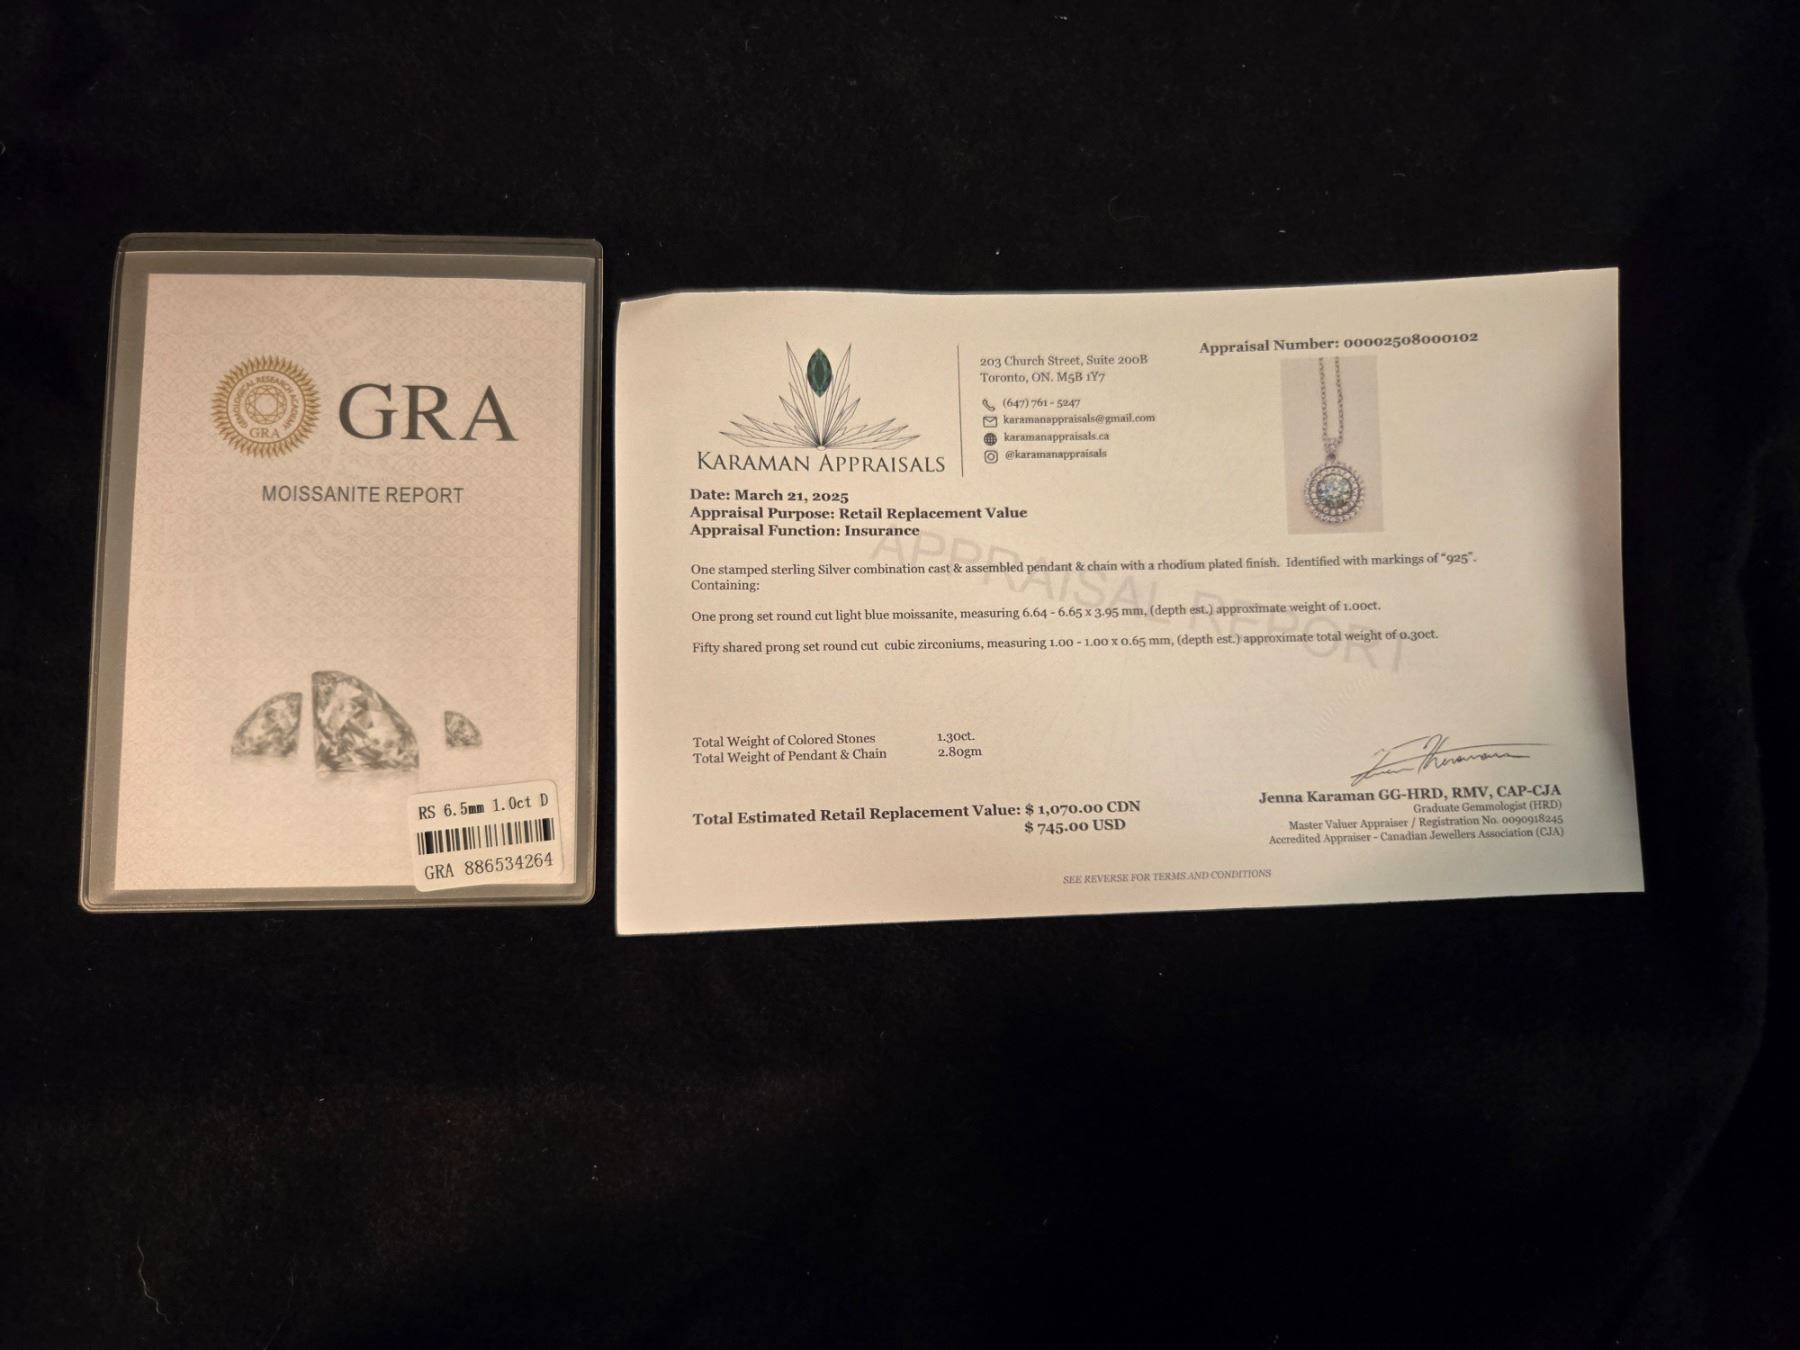 GEMOLOGICAL RESEARCH ACADEMY
GRA
GRA
MOISSANITE REPORT
RS 6.5mm 1.0ct D
GRA 886534264
KARAMAN APPRAISALS
203 Church Street, Suite 200B
Toronto, ON. M5B 1Y7
(647) 761 - 5247
karamanappraisals@gmail.com
karamanappraisals.ca
@karamanappraisals
Appraisal Number: 00002508000102
Date: March 21, 2025
Appraisal Purpose: Retail Replacement Value
Appraisal Function: Insurance
APPRAISAL REPORT
One stamped sterling Silver combination cast & assembled pendant & chain with a rhodium plated finish. Identified with markings of "925".
Containing:
One prong set round cut light blue moissanite, measuring 6.64 - 6.65 x 3.95 mm, (depth est.) approximate weight of 1.00ct.
Fifty shared prong set round cut cubic zirconiums, measuring 1.00 - 1.00 x 0.65 mm, (depth est.) approximate total weight of 0.30ct.
Total Weight of Colored Stones 1.30ct.
Total Weight of Pendant & Chain 2.80gm
Total Estimated Retail Replacement Value: $ 1,070.00 CDN
$ 745.00 USD
Jenna Karaman GG-HRD, RMV, CAP-CJA
Graduate Gemmologist (HRD)
Master Valuer Appraiser / Registration No. 0090918245
Accredited Appraiser - Canadian Jewellers Association (CJA)
SEE REVERSE FOR TERMS AND CONDITIONS